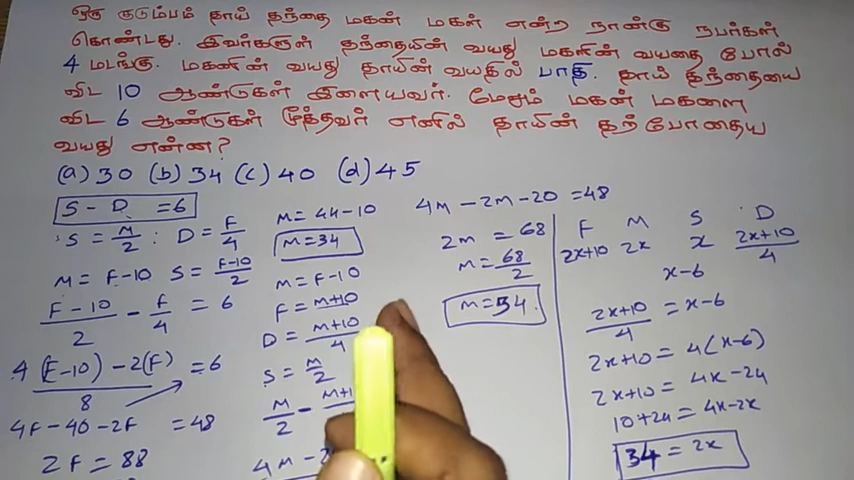 ஒரு குடும்பம் தாய் தந்தை மகன் மகள் என்ற நான்கு நபர்கள்
கொண்டது. இவர்களுள் தந்தையின் வயது மகளின் வயதை போல்
4 மடங்கு. மகனின் வயது தாயின் வயதில் பாதி. தாய் தந்தையை
விட 10 ஆண்டுகள் இளையவர். மேலும் மகன் மகளை
விட 6 ஆண்டுகள் மூத்தவர் எனில் தாயின் தற்போதைய
வயது என்ன?
(a) 30 (b) 34 (c) 40 (d) 45
S - D = 6
S = M/2 : D = F/4
M = F-10 S = (F-10)/2
(F-10)/2 - F/4 = 6
(4(F-10) - 2(F))/8 = 6
4F - 40 - 2F = 48
2F = 88
M = 44-10
M = 34
M = F-10
F = M+10
D = (M+10)/4
S = M/2
M/2 -
4M - 2M - 20 = 48
2M = 68
M = 68/2
M = 34.
F M S D
2x+10 2x x (2x+10)/4
x-6
(2x+10)/4 = x-6
2x+10 = 4(x-6)
2x+10 = 4x-24
10+24 = 4x-2x
34 = 2x